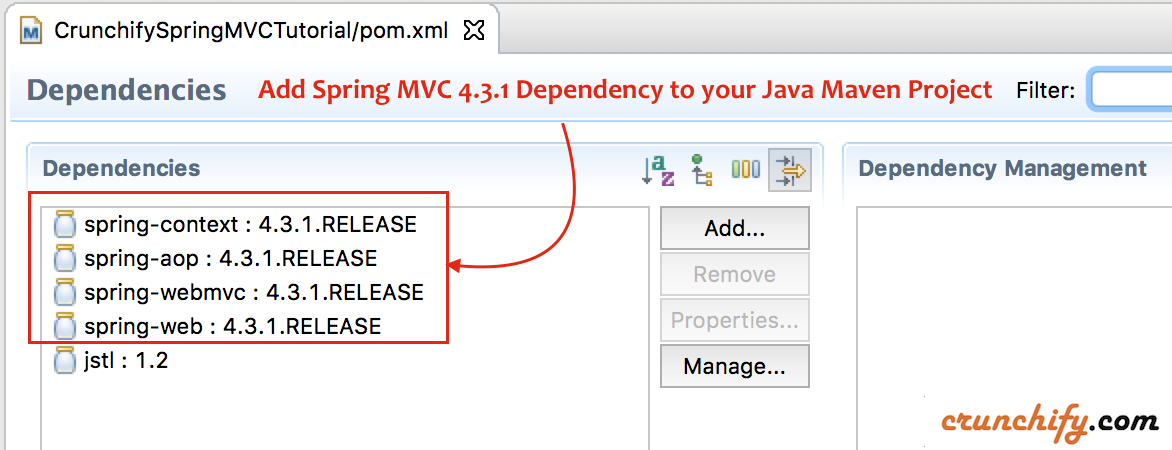 CrunchifySpringMVCTutorial/pom.xml
Dependencies
Add Spring MVC 4.3.1 Dependency to your Java Maven Project
Filter:
Dependencies
Dependency Management
spring-context : 4.3.1.RELEASE
spring-aop : 4.3.1.RELEASE
spring-webmvc : 4.3.1.RELEASE
spring-web : 4.3.1.RELEASE
jstl : 1.2
Add...
Remove
Properties...
Manage...
crunchify.com